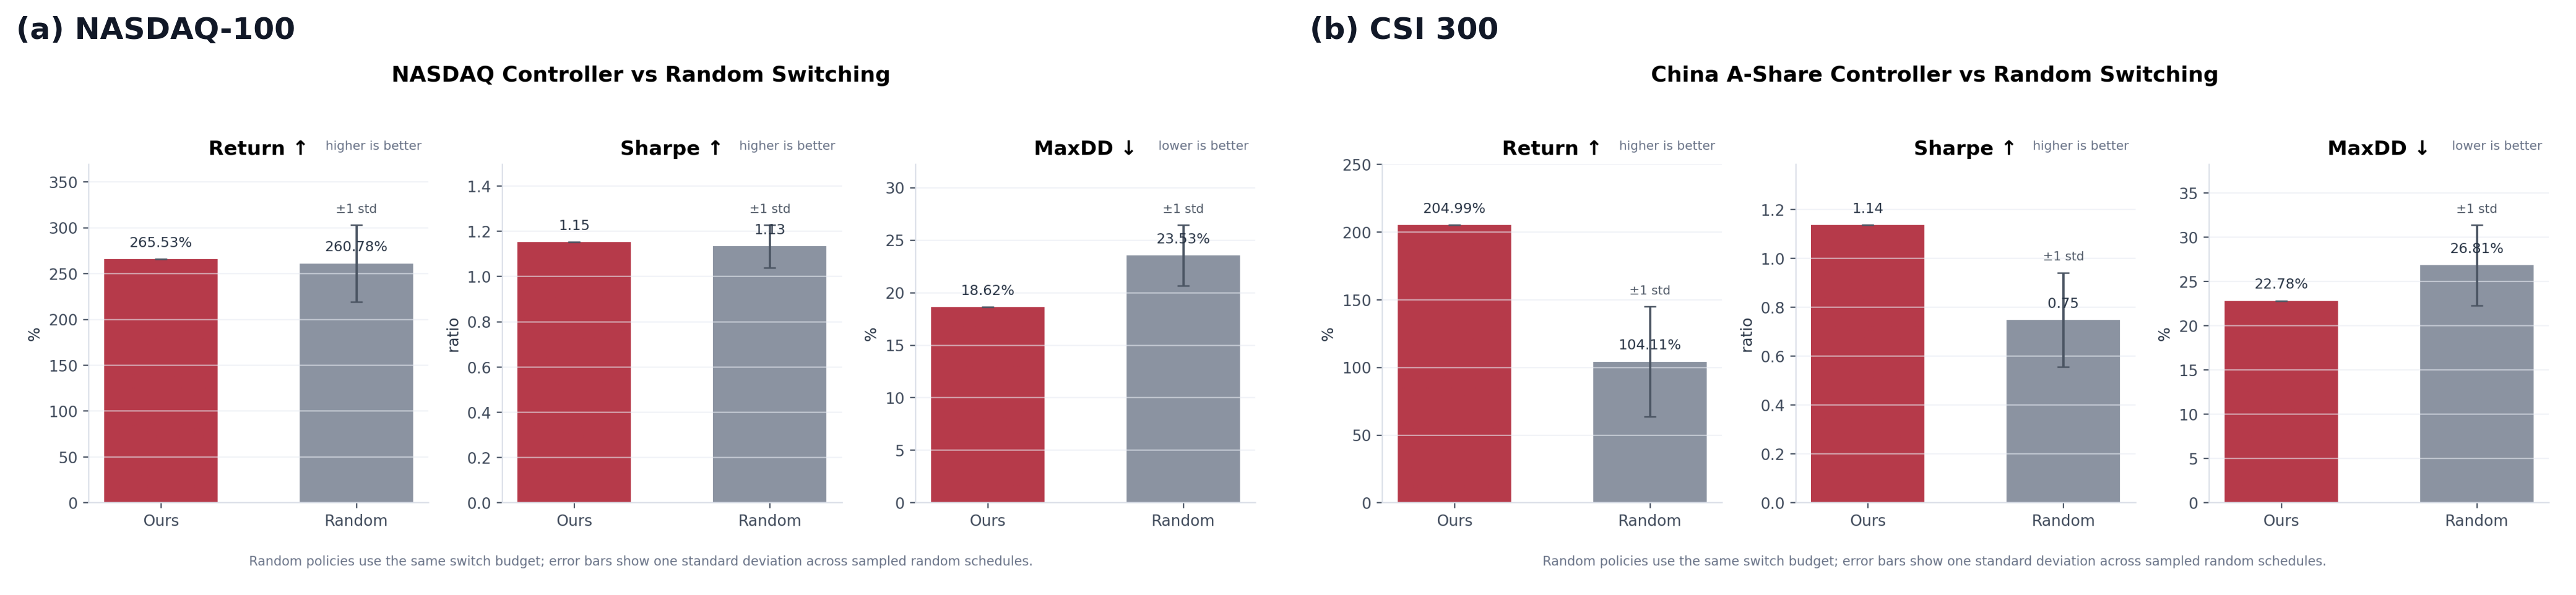 (a) NASDAQ-100
NASDAQ Controller vs Random Switching
Return ↑ higher is better
%
350
300
250
200
150
100
50
0
265.53%
±1 std
260.78%
Ours
Random
Sharpe ↑ higher is better
ratio
1.4
1.2
1.0
0.8
0.6
0.4
0.2
0.0
1.15
±1 std
1.13
Ours
Random
MaxDD ↓ lower is better
%
30
25
20
15
10
5
0
18.62%
±1 std
23.53%
Ours
Random
Random policies use the same switch budget; error bars show one standard deviation across sampled random schedules.
(b) CSI 300
China A-Share Controller vs Random Switching
Return ↑ higher is better
%
250
200
150
100
50
0
204.99%
±1 std
104.11%
Ours
Random
Sharpe ↑ higher is better
ratio
1.2
1.0
0.8
0.6
0.4
0.2
0.0
1.14
±1 std
0.75
Ours
Random
MaxDD ↓ lower is better
%
35
30
25
20
15
10
5
0
22.78%
±1 std
26.81%
Ours
Random
Random policies use the same switch budget; error bars show one standard deviation across sampled random schedules.